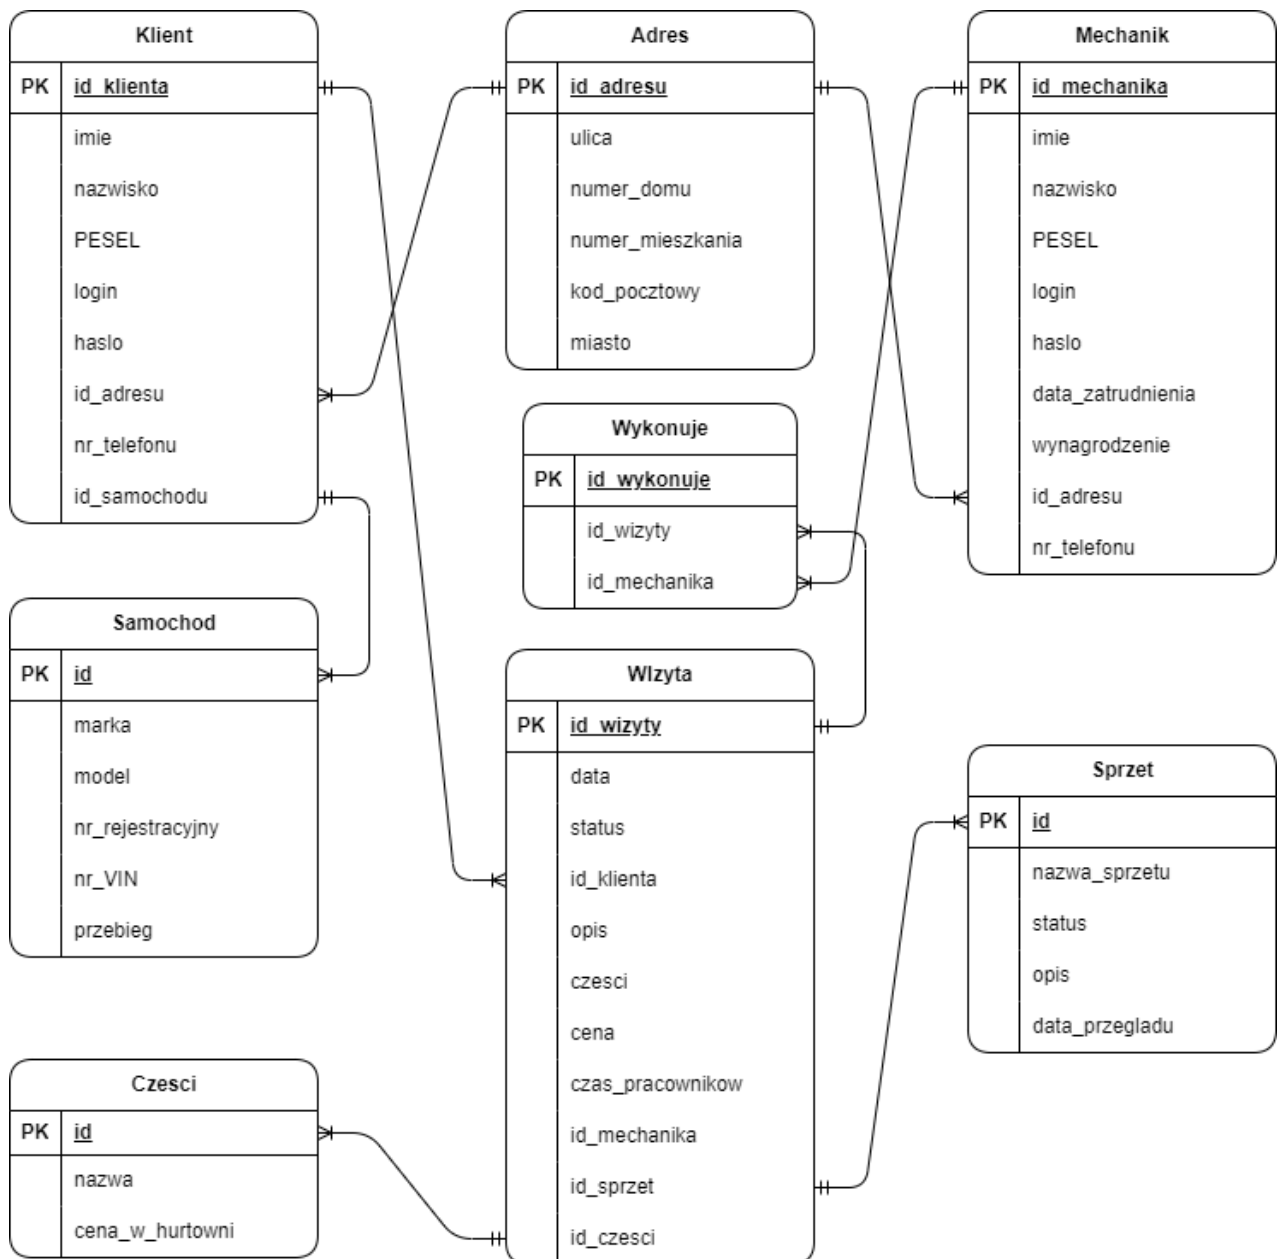 Klient
PK id_klienta
imie
nazwisko
PESEL
login
haslo
id_adresu
nr_telefonu
id_samochodu
Adres
PK id_adresu
ulica
numer_domu
numer_mieszkania
kod_pocztowy
miasto
Mechanik
PK id_mechanika
imie
nazwisko
PESEL
login
haslo
data_zatrudnienia
wynagrodzenie
id_adresu
nr_telefonu
Wykonuje
PK id_wykonuje
id_wizyty
id_mechanika
Samochod
PK id
marka
model
nr_rejestracyjny
nr_VIN
przebieg
WIzyta
PK id_wizyty
data
status
id_klienta
opis
czesci
cena
czas_pracownikow
id_mechanika
id_sprzet
id_czesci
Sprzet
PK id
nazwa_sprzetu
status
opis
data_przegladu
Czesci
PK id
nazwa
cena_w_hurtowni